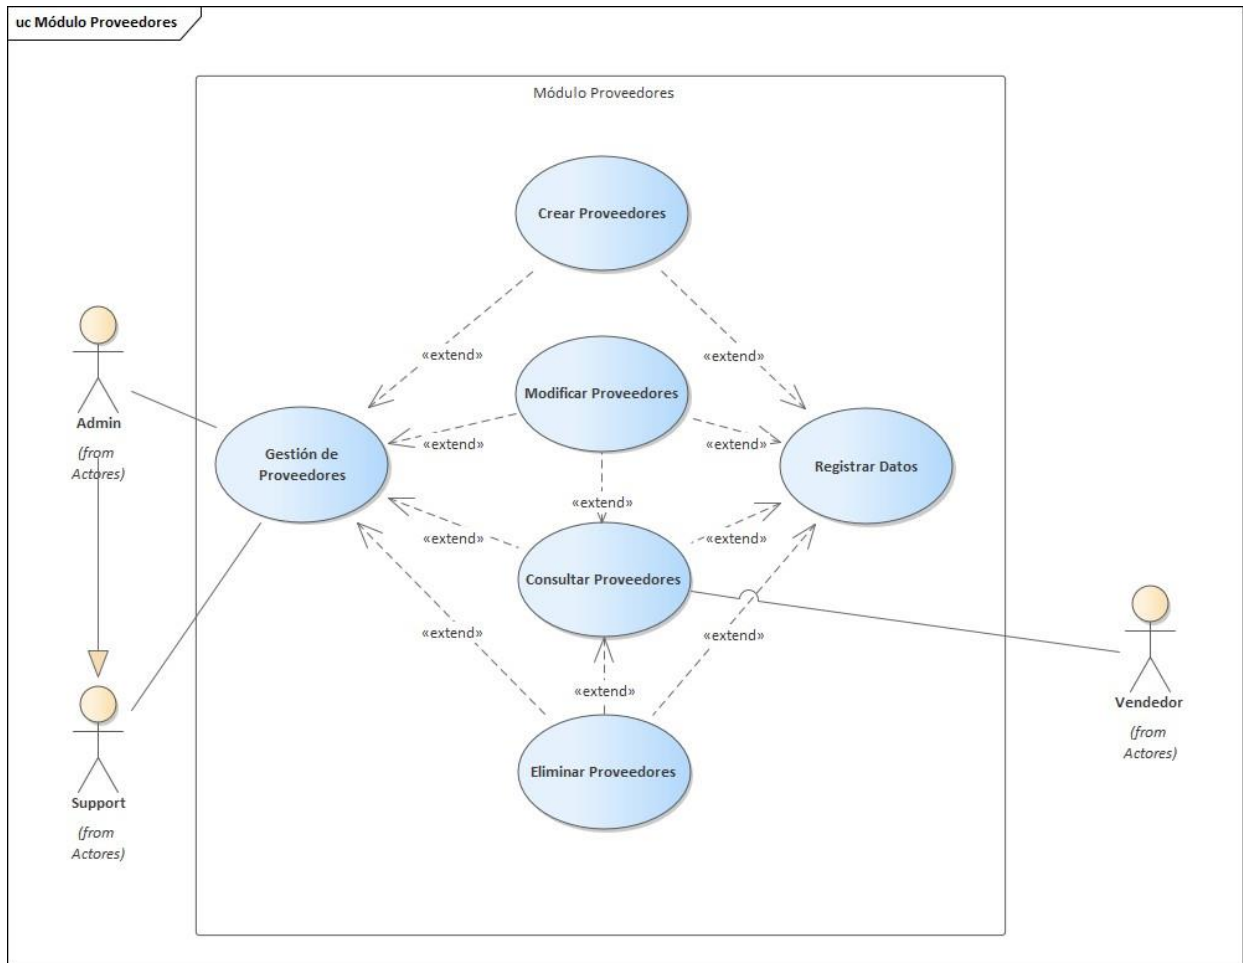 uc Módulo Proveedores
Módulo Proveedores
Crear Proveedores
«extend»
«extend»
Modificar Proveedores
Admin
(from
Actores)
«extend»
«extend»
Gestión de
Proveedores
Registrar Datos
«extend»
«extend»
«extend»
Consultar Proveedores
«extend»
«extend»
«extend»
Vendedor
(from
Actores)
Eliminar Proveedores
Support
(from
Actores)